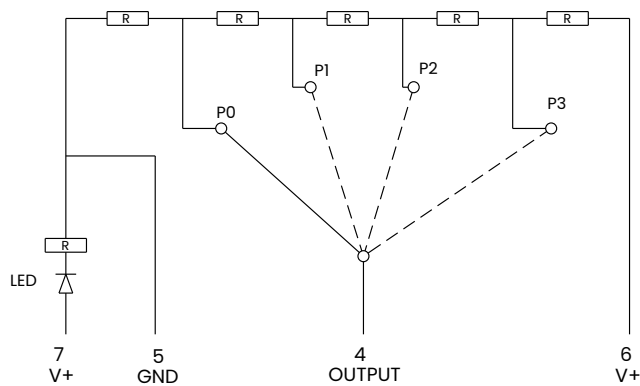 R R R R R
P1 P2
P3
P0
R
LED
7 5 4 6
V+ GND OUTPUT V+